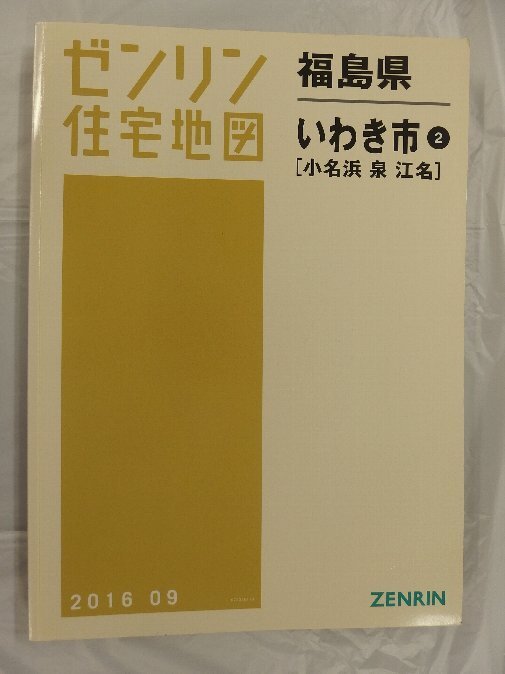 ゼンリン
住宅地図
福島県
いわき市❷
[小名浜 泉 江名]
2016 09
ZENRIN